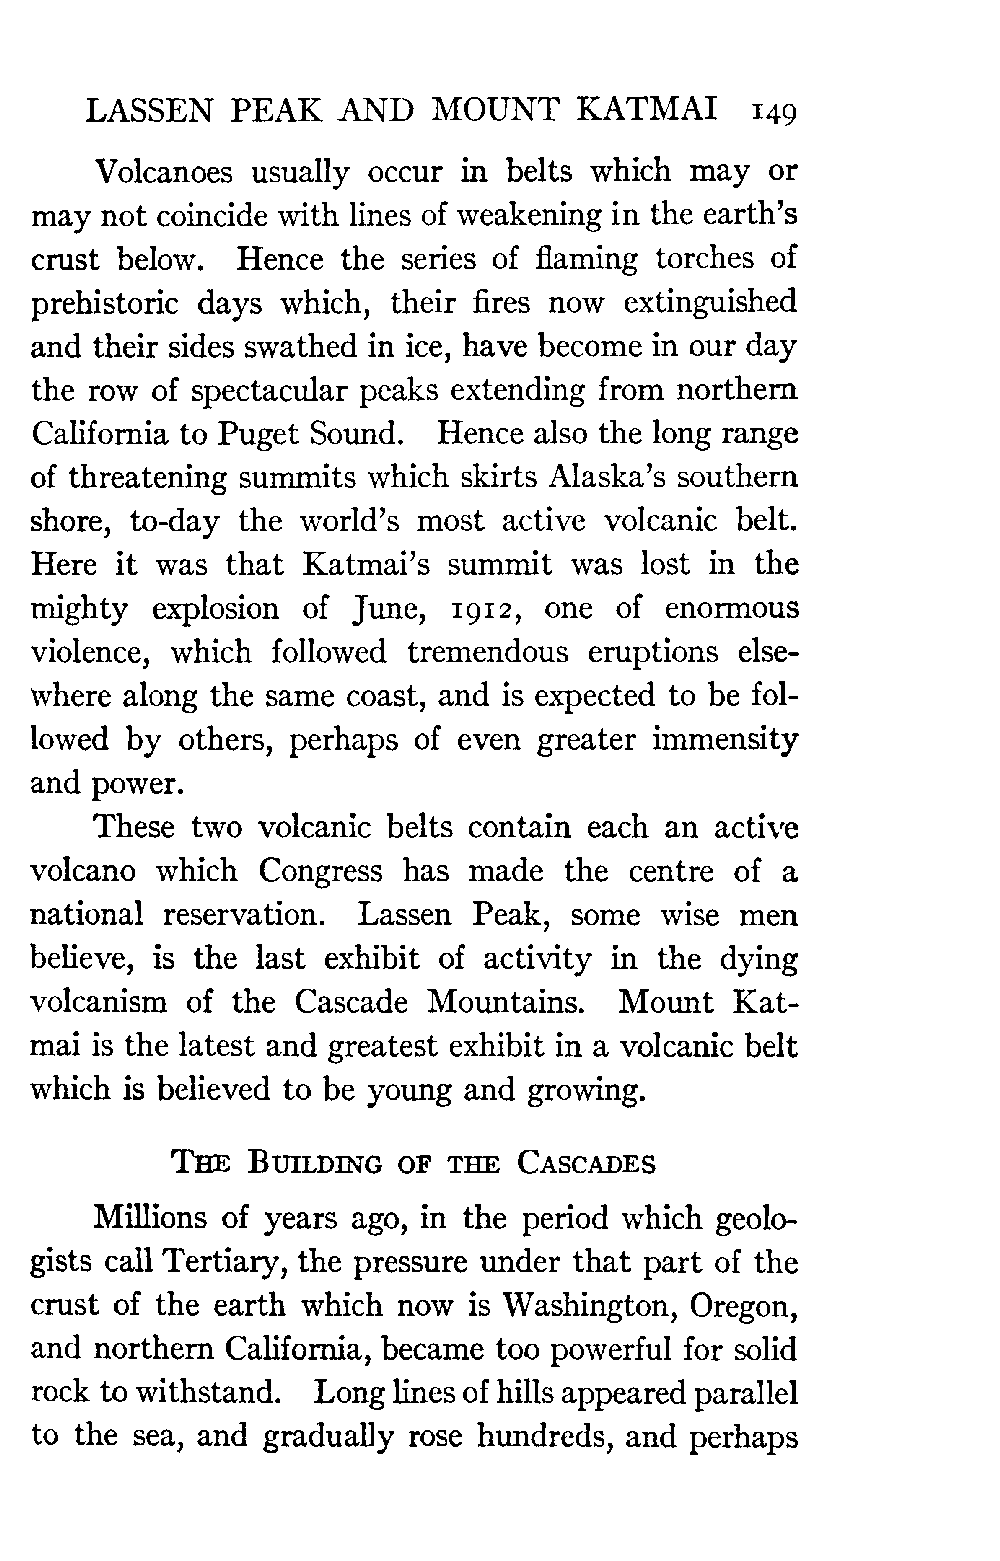 LASSEN PEAK AND MOUNT KATMAI 149
Volcanoes usually occur in belts which may or
may not coincide with lines of weakening in the earth's
crust below. Hence the series of flaming torches of
prehistoric days which, their fires now extinguished
and their sides swathed in ice, have become in our day
the row of spectacular peaks extending from northern
California to Puget Sound. Hence also the long range
of threatening summits which skirts Alaska's southern
shore, to-day the world's most active volcanic belt.
Here it was that Katmai's summit was lost in the
mighty explosion of June, 1912, one of enormous
violence, which followed tremendous eruptions else-
where along the same coast, and is expected to be fol-
lowed by others, perhaps of even greater immensity
and power.
These two volcanic belts contain each an active
volcano which Congress has made the centre of a
national reservation. Lassen Peak, some wise men
believe, is the last exhibit of activity in the dying
volcanism of the Cascade Mountains. Mount Kat-
mai is the latest and greatest exhibit in a volcanic belt
which is believed to be young and growing.
THE BUILDING OF THE CASCADES
Millions of years ago, in the period which geolo-
gists call Tertiary, the pressure under that part of the
crust of the earth which now is Washington, Oregon,
and northern California, became too powerful for solid
rock to withstand. Long lines of hills appeared parallel
to the sea, and gradually rose hundreds, and perhaps